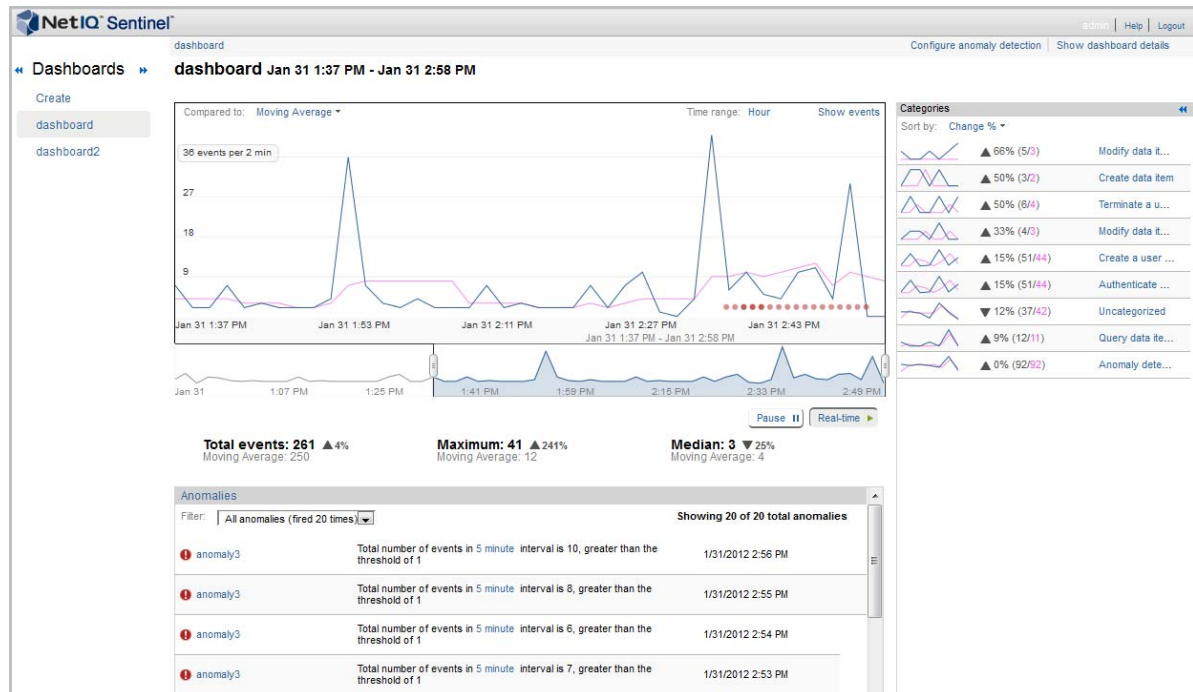 NetIQ® Sentinel™
admin | Help | Logout
dashboard
Configure anomaly detection | Show dashboard details
Dashboards
dashboard Jan 31 1:37 PM - Jan 31 2:58 PM
Create
dashboard
dashboard2
Compared to: Moving Average
Time range: Hour
Show events
36 events per 2 min
27
18
9
Jan 31 1:37 PM
Jan 31 1:53 PM
Jan 31 2:11 PM
Jan 31 2:27 PM
Jan 31 2:43 PM
Jan 31 1:37 PM - Jan 31 2:58 PM
Jan 31
1:07 PM
1:25 PM
1:41 PM
1:59 PM
2:15 PM
2:33 PM
2:49 PM
Pause
Real-time
Total events: 261 ▲4%
Moving Average: 250
Maximum: 41 ▲241%
Moving Average: 12
Median: 3 ▼25%
Moving Average: 4
Categories
Sort by: Change %
▲66% (5/3) Modify data it...
▲50% (3/2) Create data item
▲50% (6/4) Terminate a u...
▲33% (4/3) Modify data it...
▲15% (51/44) Create a user ...
▲15% (51/44) Authenticate ...
▼12% (37/42) Uncategorized
▲9% (12/11) Query data ite...
▲0% (92/92) Anomaly dete...
Anomalies
Filter: All anomalies (fired 20 times)
Showing 20 of 20 total anomalies
anomaly3
Total number of events in 5 minute interval is 10, greater than the
threshold of 1
1/31/2012 2:56 PM
anomaly3
Total number of events in 5 minute interval is 8, greater than the
threshold of 1
1/31/2012 2:55 PM
anomaly3
Total number of events in 5 minute interval is 6, greater than the
threshold of 1
1/31/2012 2:54 PM
anomaly3
Total number of events in 5 minute interval is 7, greater than the
threshold of 1
1/31/2012 2:53 PM